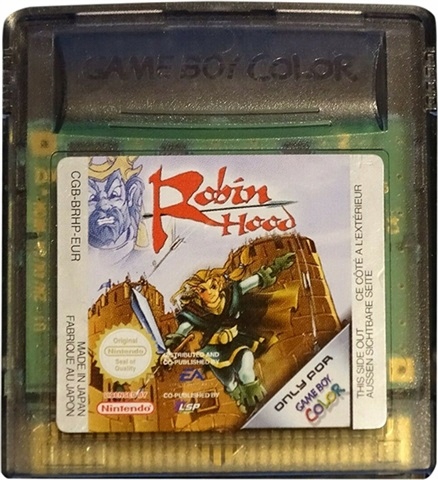 GAME BOY COLOR
Robin
Hood
CGB-BRHP-EUR
MADE IN JAPAN
FABRIQUE AU JAPON
Original
Nintendo
Seal of
Quality
LICENSED BY
Nintendo
DISTRIBUTED AND
CO-PUBLISHED BY
EA
CO-PUBLISHED BY
LSP
ONLY FOR
GAME BOY
COLOR
THIS SIDE OUT
CE CÔTÉ A L'EXTÉRIEUR
AUSSEN SICHTBARE SEITE